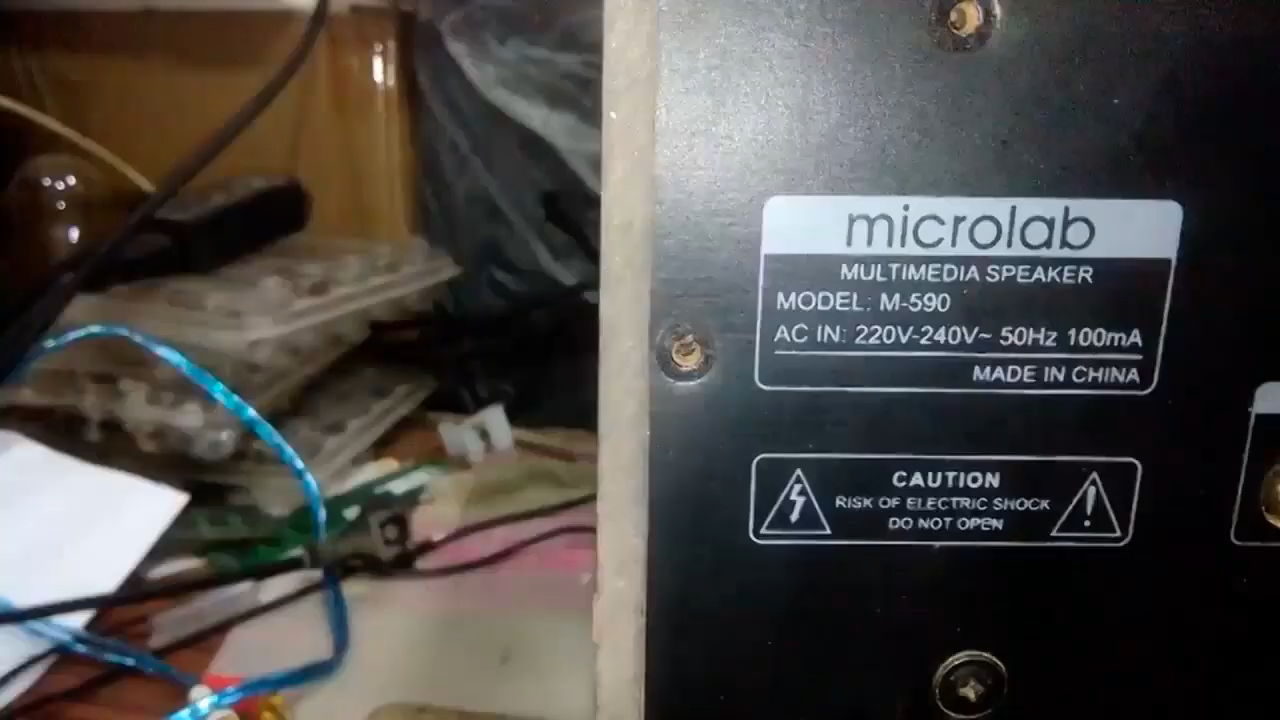 microlab
MULTIMEDIA SPEAKER
MODEL: M-590
AC IN: 220V-240V~ 50Hz 100mA
MADE IN CHINA
CAUTION
RISK OF ELECTRIC SHOCK
DO NOT OPEN